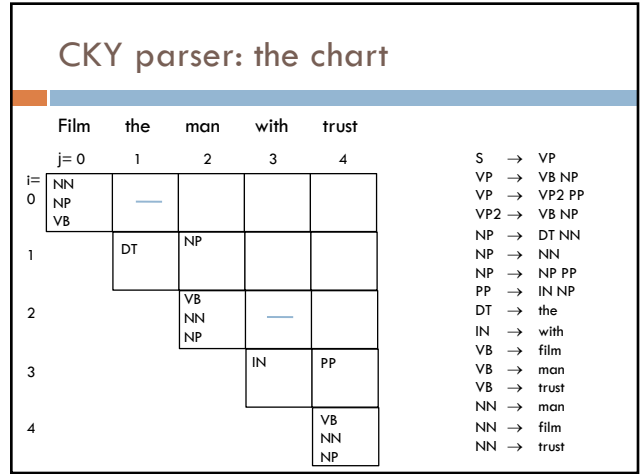 CKY parser: the chart
Film the man with trust
j= 0 1 2 3 4
i=
0 NN
NP
VB
1 DT NP
2 VB
NN
NP
3 IN PP
4 VB
NN
NP
S → VP
VP → VB NP
VP → VP2 PP
VP2 → VB NP
NP → DT NN
NP → NN
NP → NP PP
PP → IN NP
DT → the
IN → with
VB → film
VB → man
VB → trust
NN → man
NN → film
NN → trust